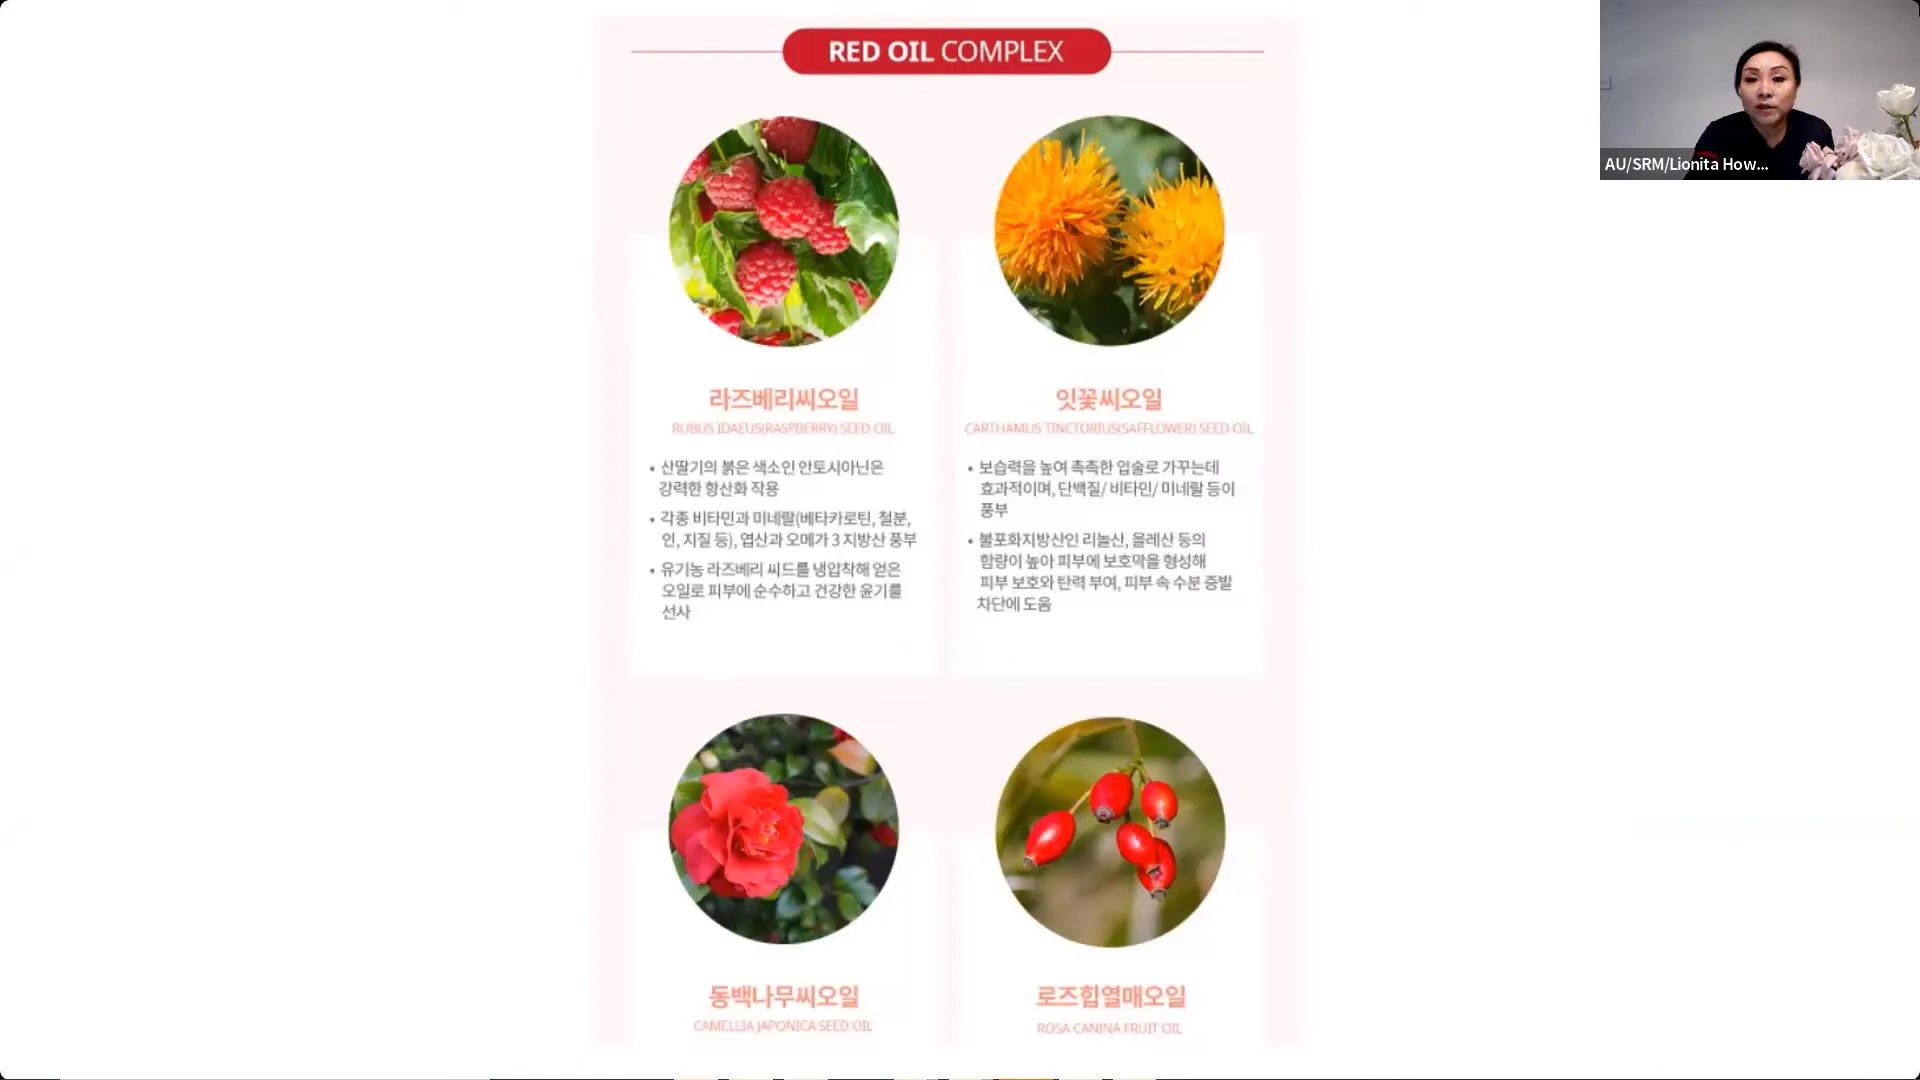 RED OIL COMPLEX
AU/SRM/Lionita How...
라즈베리씨오일
RUBUS IDAEUS(RASPBERRY) SEED OIL
• 산딸기의 붉은 색소인 안토시아닌은
강력한 항산화 작용
• 각종 비타민과 미네랄(베타카로틴, 철분,
인, 지질 등), 엽산과 오메가 3 지방산 풍부
• 유기농 라즈베리 씨드를 냉압착해 얻은
오일로 피부에 순수하고 건강한 윤기를
선사
잇꽃씨오일
CARTHAMUS TINCTORIUS(SAFFLOWER) SEED OIL
• 보습력을 높여 촉촉한 입술로 가꾸는데
효과적이며, 단백질/ 비타민/ 미네랄 등이
풍부
• 불포화지방산인 리놀산, 올레산 등의
함량이 높아 피부에 보호막을 형성해
피부 보호와 탄력 부여, 피부 속 수분 증발
차단에 도움
동백나무씨오일
CAMELLIA JAPONICA SEED OIL
로즈힙열매오일
ROSA CANINA FRUIT OIL